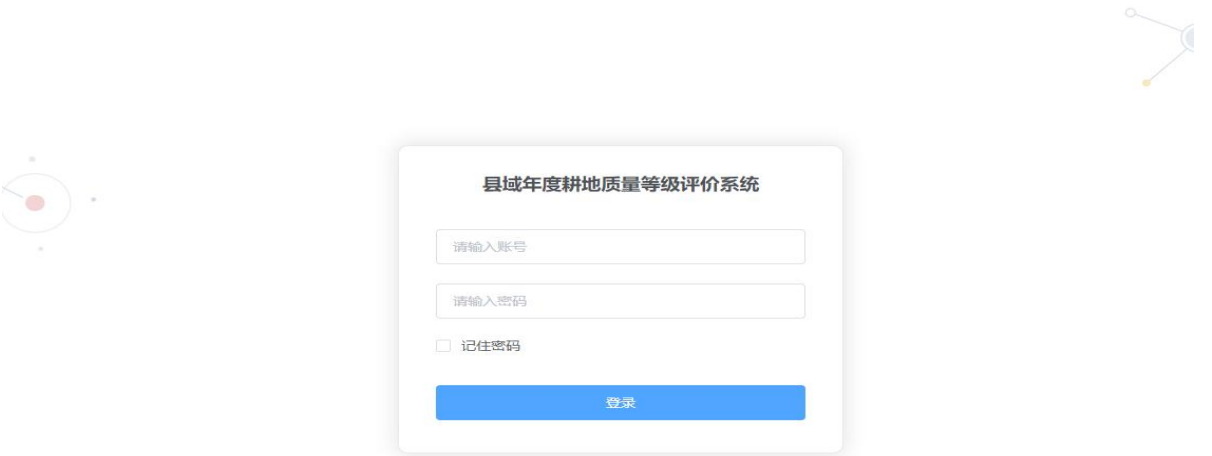 县域年度耕地质量等级评价系统
请输入账号
请输入密码
记住密码
登录